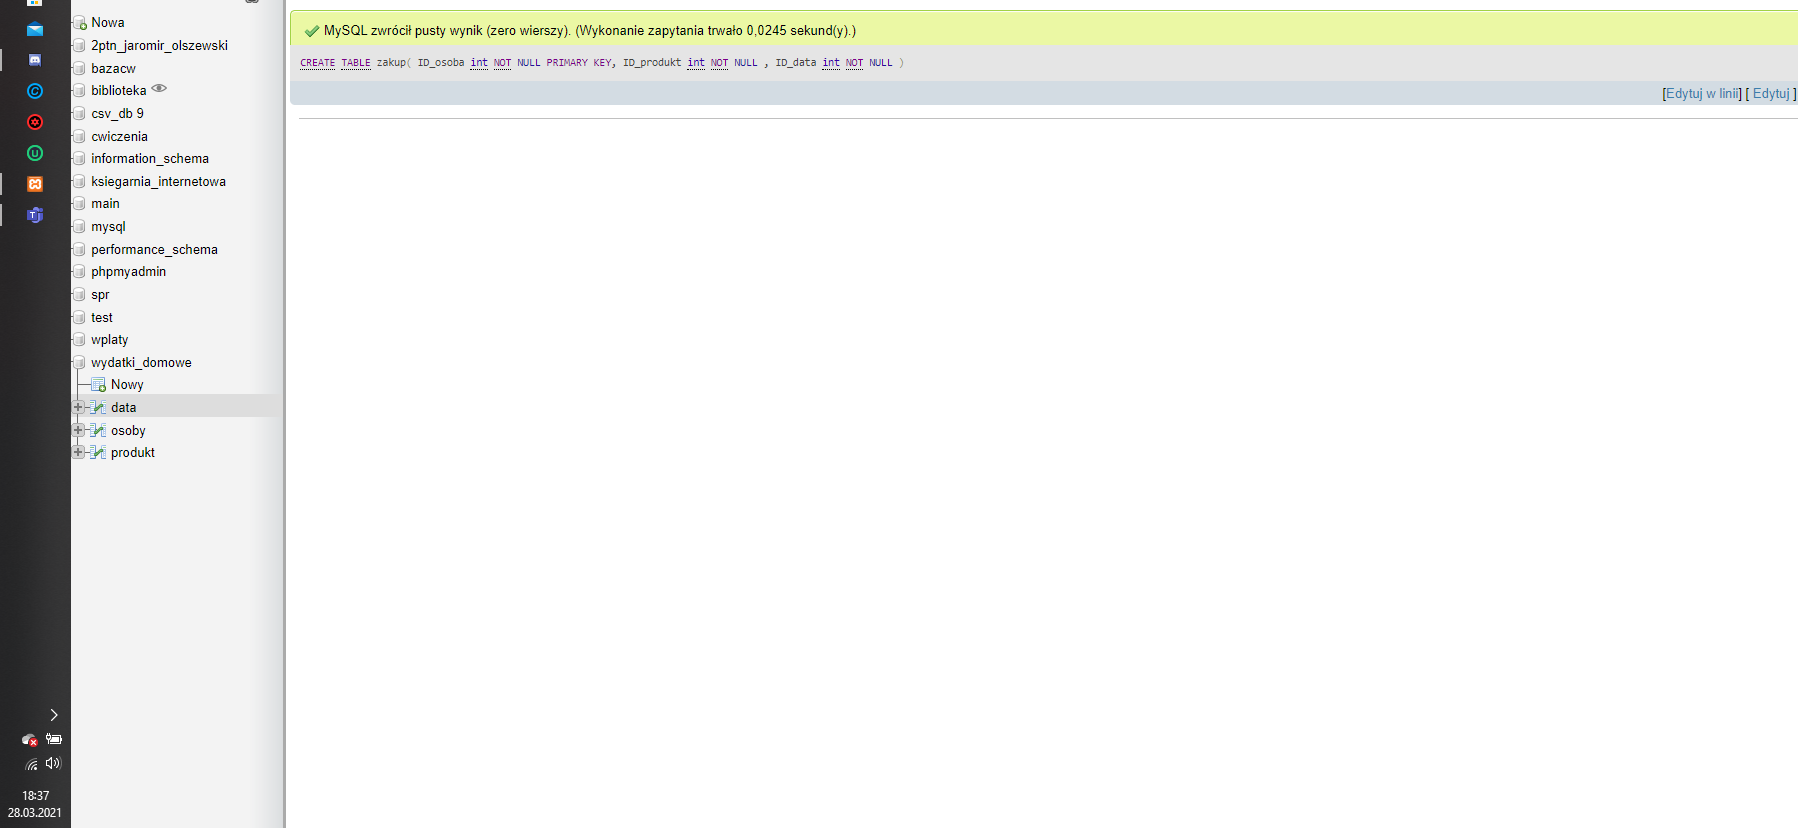 Nowa
2ptn_jaromir_olszewski
bazacw
biblioteka
csv_db 9
cwiczenia
information_schema
ksiegarnia_internetowa
main
mysql
performance_schema
phpmyadmin
spr
test
wplaty
wydatki_domowe
Nowy
data
osoby
produkt
18:37
28.03.2021
MySQL zwrócił pusty wynik (zero wierszy). (Wykonanie zapytania trwało 0,0245 sekund(y).)
CREATE TABLE zakup( ID_osoba int NOT NULL PRIMARY KEY, ID_produkt int NOT NULL , ID_data int NOT NULL )
[Edytuj w linii] [ Edytuj ]